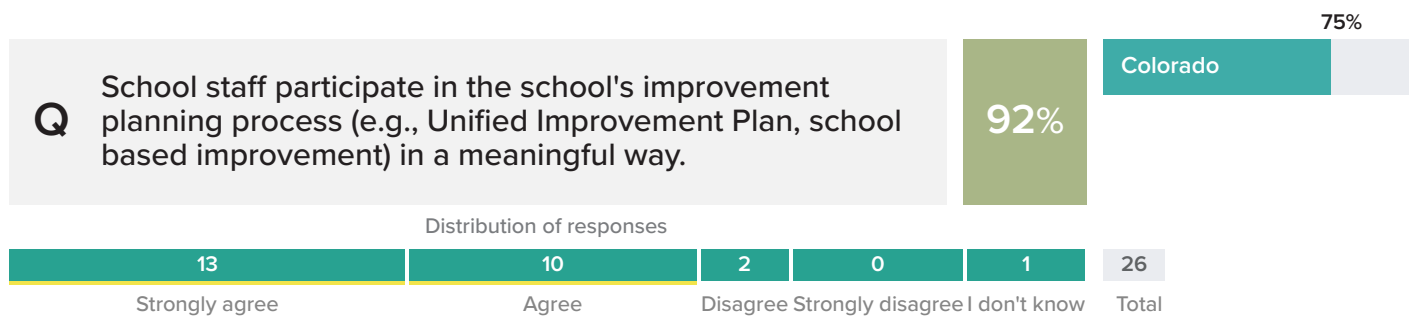 75%
Q
School staff participate in the school's improvement
planning process (e.g., Unified Improvement Plan, school
based improvement) in a meaningful way.
92%
Colorado
Distribution of responses
13 10 2 0 1 26
Strongly agree Agree Disagree Strongly disagree I don't know Total